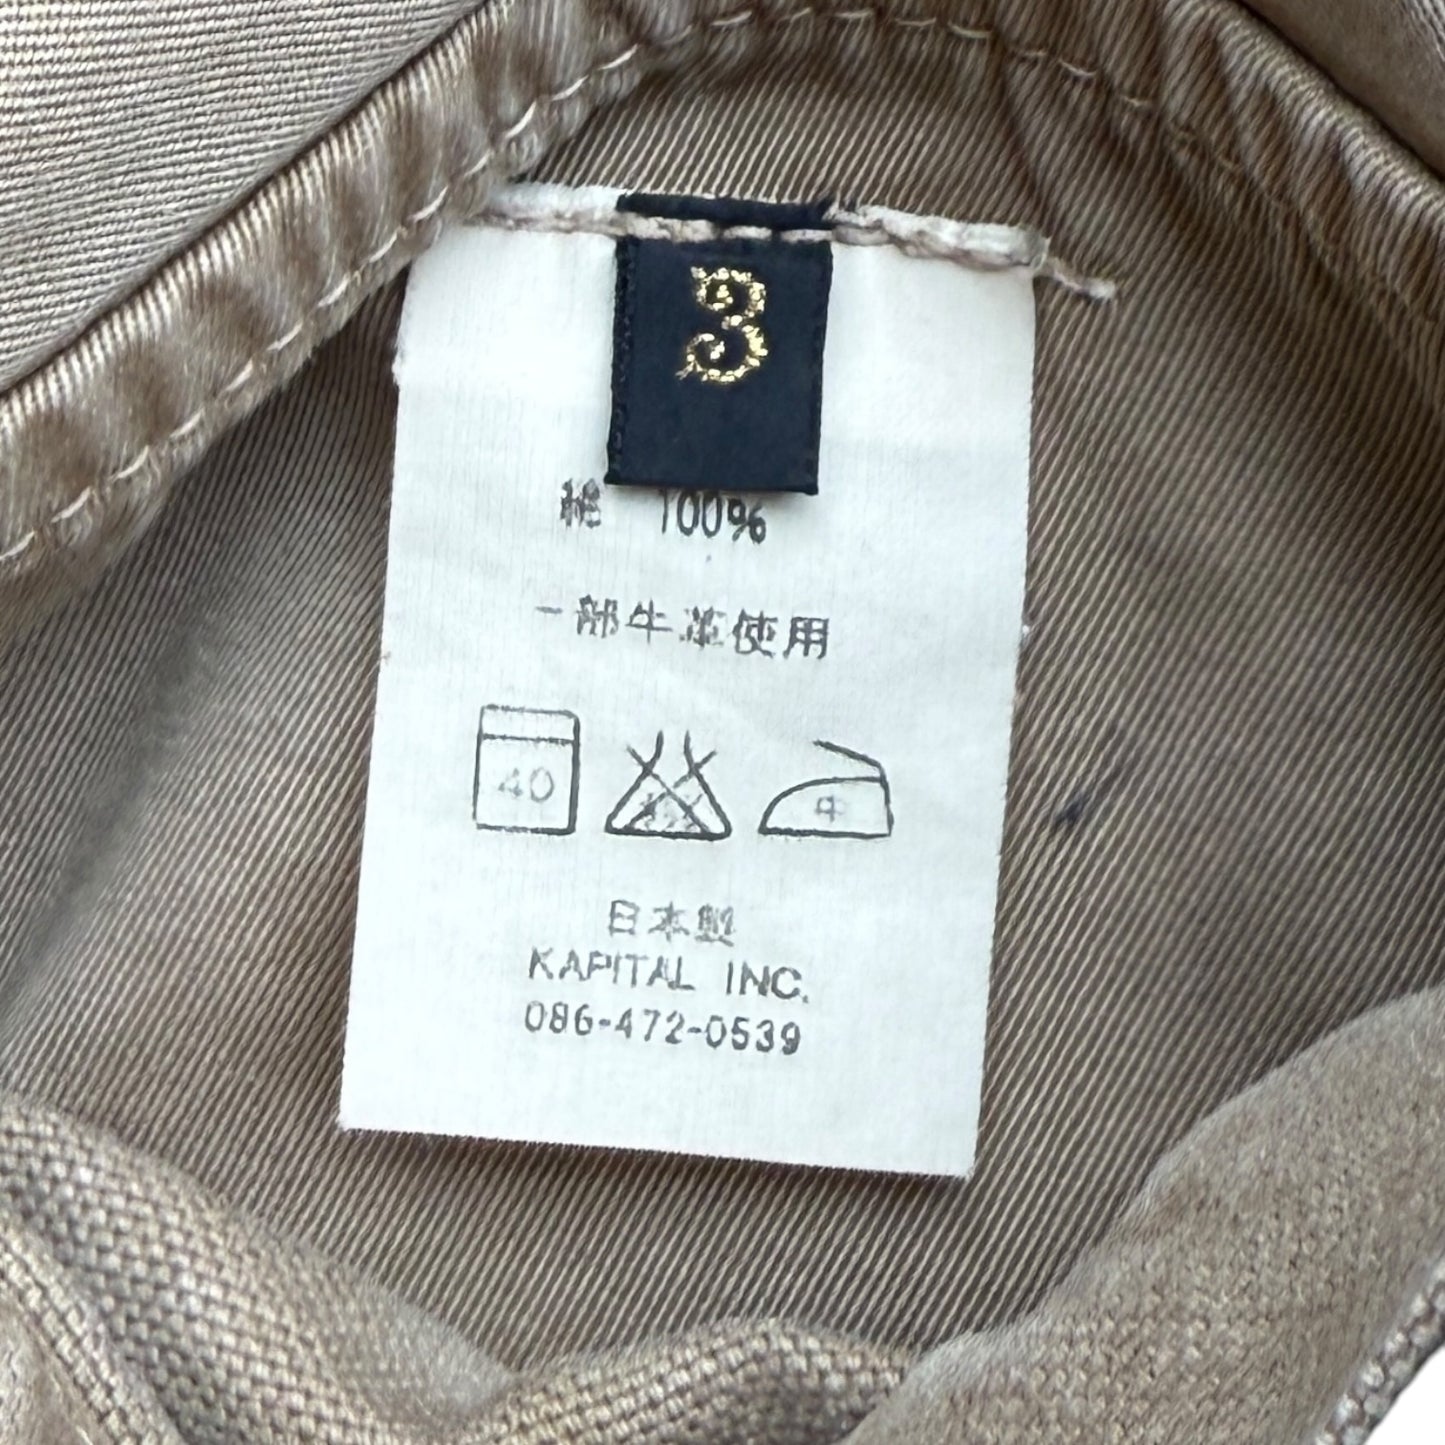 3
綿 100%
一部牛革使用
40 中
日本製
KAPITAL INC.
086-472-0539